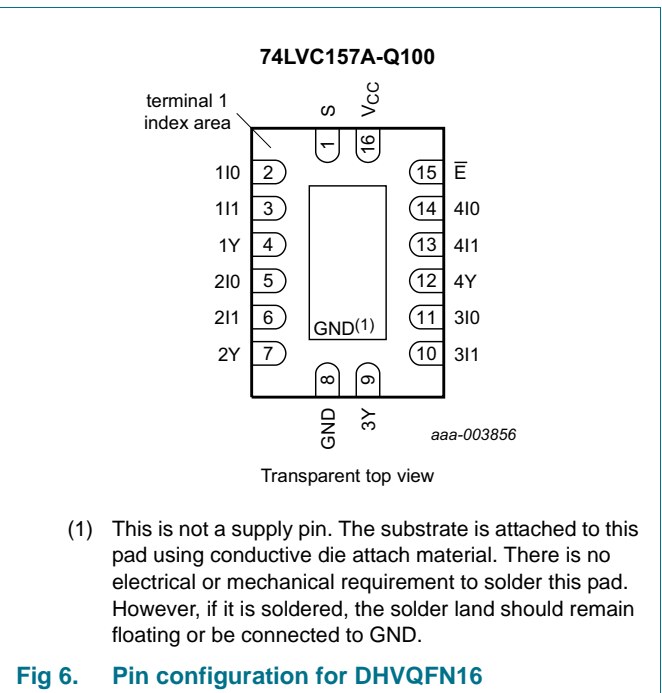 74LVC157A-Q100
terminal 1
index area
S
VCC
1
16
1I0 2
15 E̅
1I1 3
14 4I0
1Y 4
13 4I1
2I0 5
12 4Y
2I1 6
11 3I0
GND(1)
2Y 7
10 3I1
8
9
GND
3Y
aaa-003856
Transparent top view
(1) This is not a supply pin. The substrate is attached to this
pad using conductive die attach material. There is no
electrical or mechanical requirement to solder this pad.
However, if it is soldered, the solder land should remain
floating or be connected to GND.
Fig 6. Pin configuration for DHVQFN16